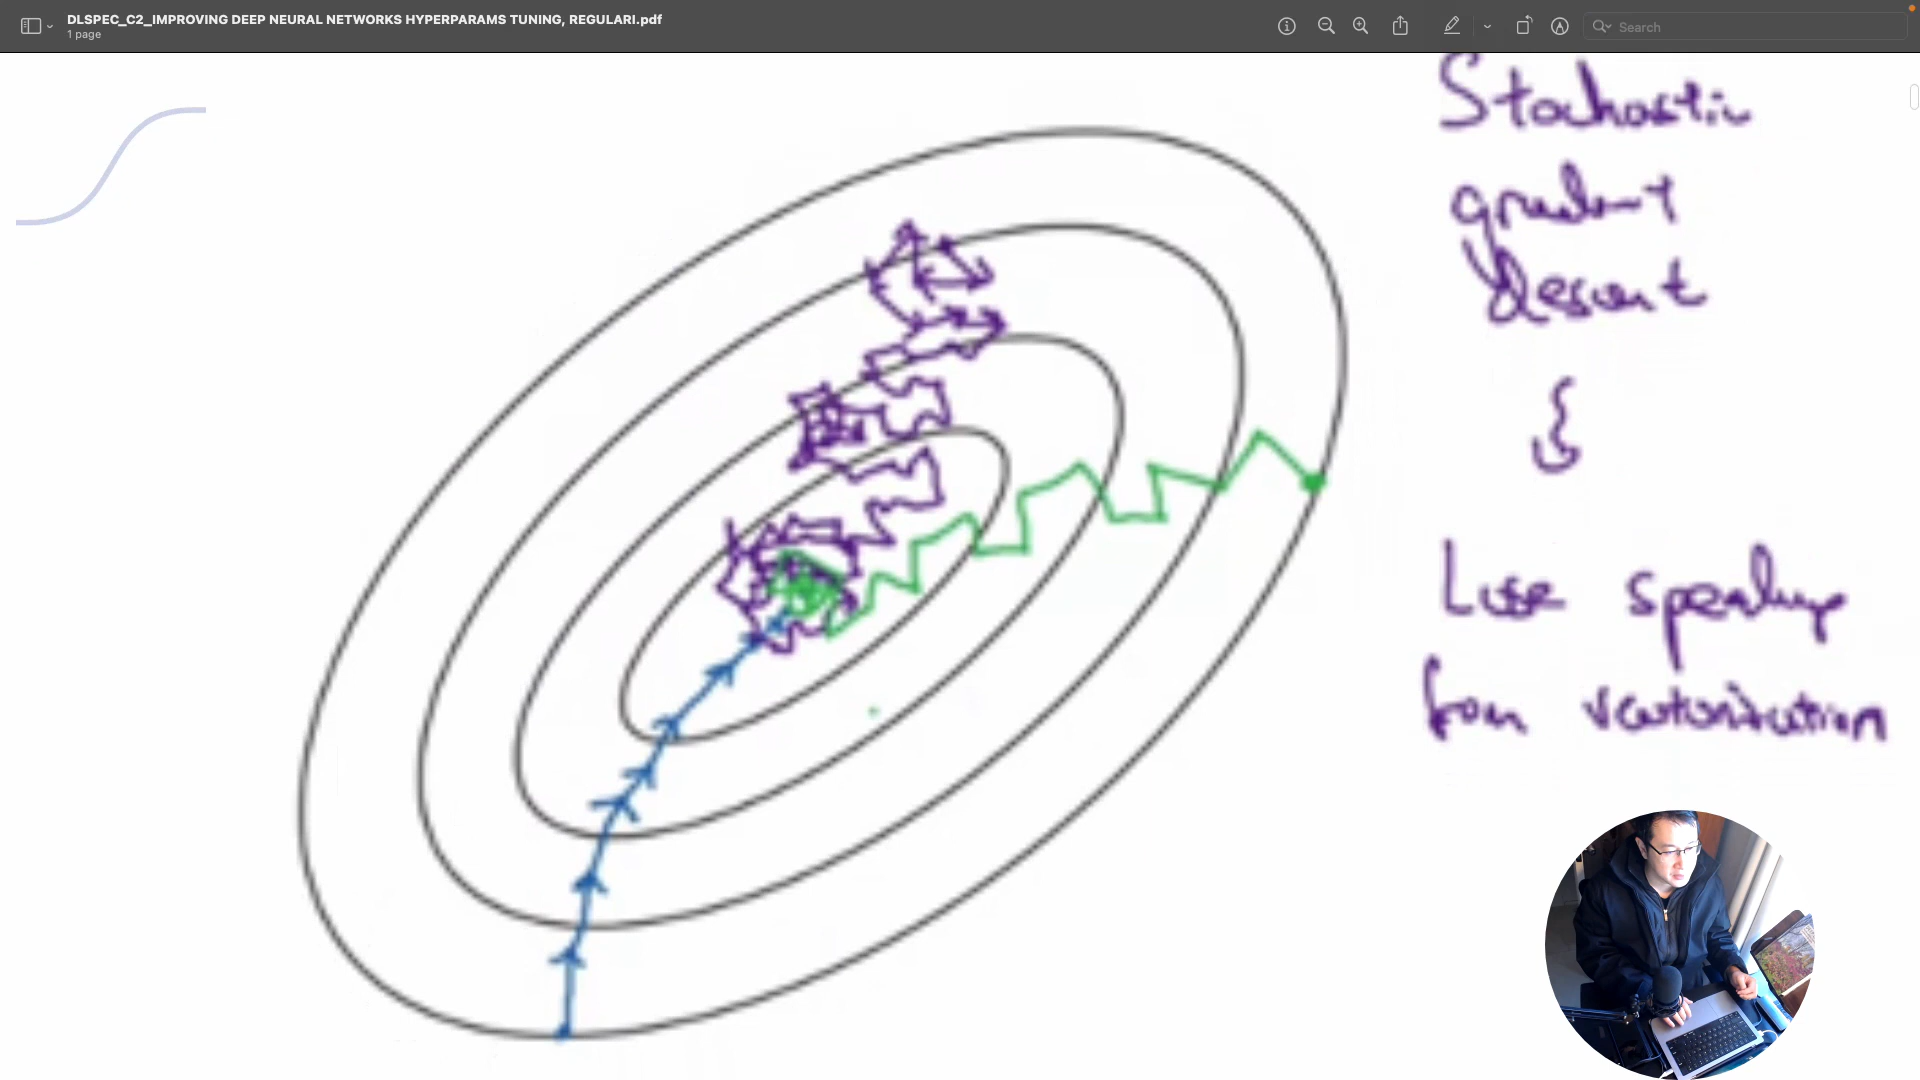 DLSPEC_C2_IMPROVING DEEP NEURAL NETWORKS HYPERPARAMS TUNING, REGULARI.pdf
1 page
Search
Stochastic
gradient
descent
Lose speedup
from vectorization